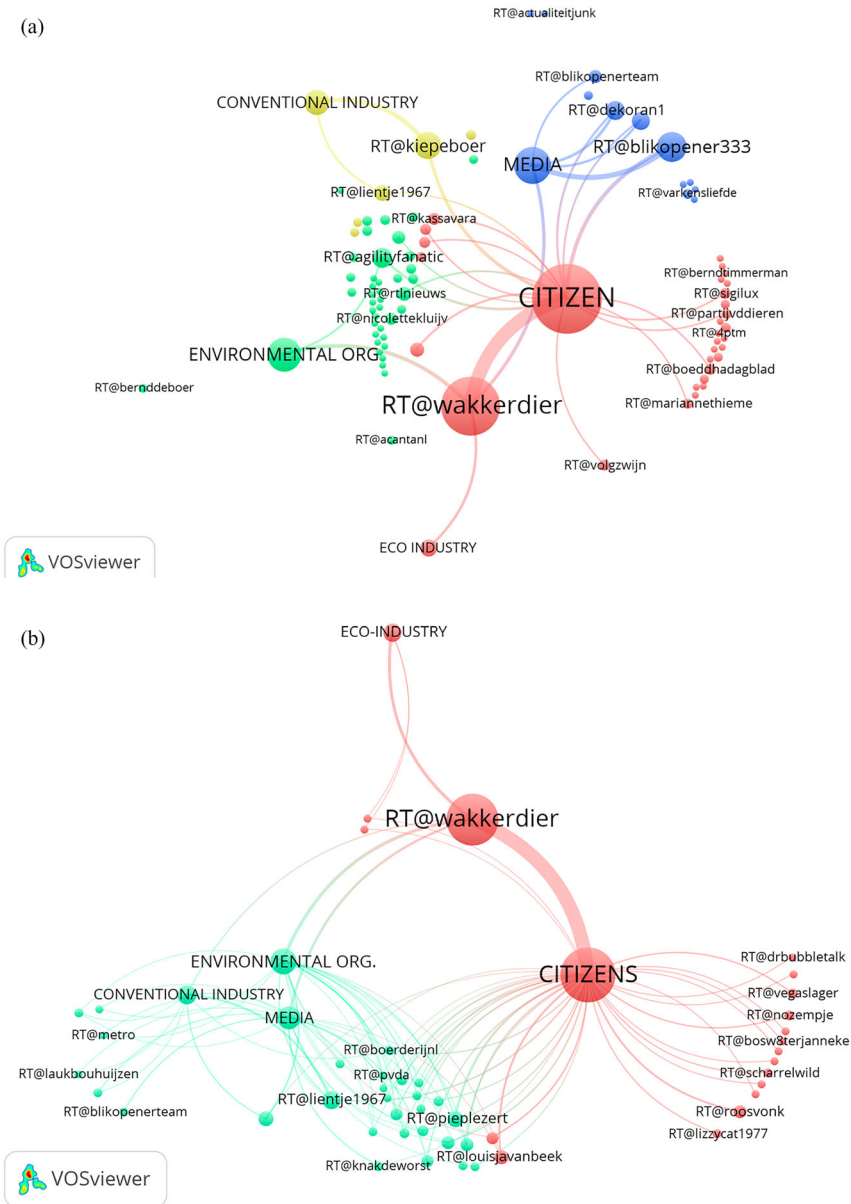 (a)
RT@actualiteitjunk
RT@blikopenerteam
CONVENTIONAL INDUSTRY
RT@dekoran1
RT@kiepeboer
RT@blikopener333
MEDIA
RT@lientje1967
RT@varkensliefde
RT@kassavara
RT@agilityfanatic
RT@berndtimmerman
RT@rtlnieuws
CITIZEN
RT@sigilux
RT@partijvddieren
RT@nicolettekluijv
RT@4ptm
ENVIRONMENTAL ORG.
RT@boeddhadagblad
RT@bernddeboer
RT@wakkerdier
RT@mariannethieme
RT@acantanl
RT@volgzwijn
ECO INDUSTRY
VOSviewer
(b)
ECO-INDUSTRY
RT@wakkerdier
ENVIRONMENTAL ORG.
RT@drbubbletalk
CITIZENS
CONVENTIONAL INDUSTRY
RT@vegaslager
MEDIA
RT@nozempje
RT@metro
RT@bosw8terjanneke
RT@boerderijnl
RT@laukbouhuijzen
RT@pvda
RT@scharrelwild
RT@lientje1967
RT@blikopenerteam
RT@pieplezert
RT@roosvonk
RT@lizzycat1977
RT@knakdeworst
RT@louisjavanbeek
VOSviewer